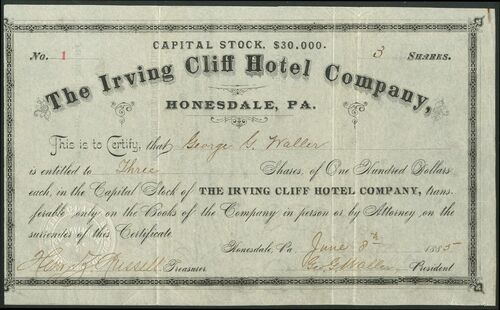 CAPITAL STOCK, $30.000.
No. 1 3 SHARES.
The Irving Cliff Hotel Company,
HONESDALE, PA.
This is to Certify, that George G. Waller
is entitled to Three Shares, of One Hundred Dollars
each, in the Capital Stock of THE IRVING CLIFF HOTEL COMPANY, trans-
ferable only on the Books of the Company in person or by Attorney on the
surrender of this Certificate
Honesdale, Pa June 3rd 1885
Russell Treasurer Geo. G. Waller President